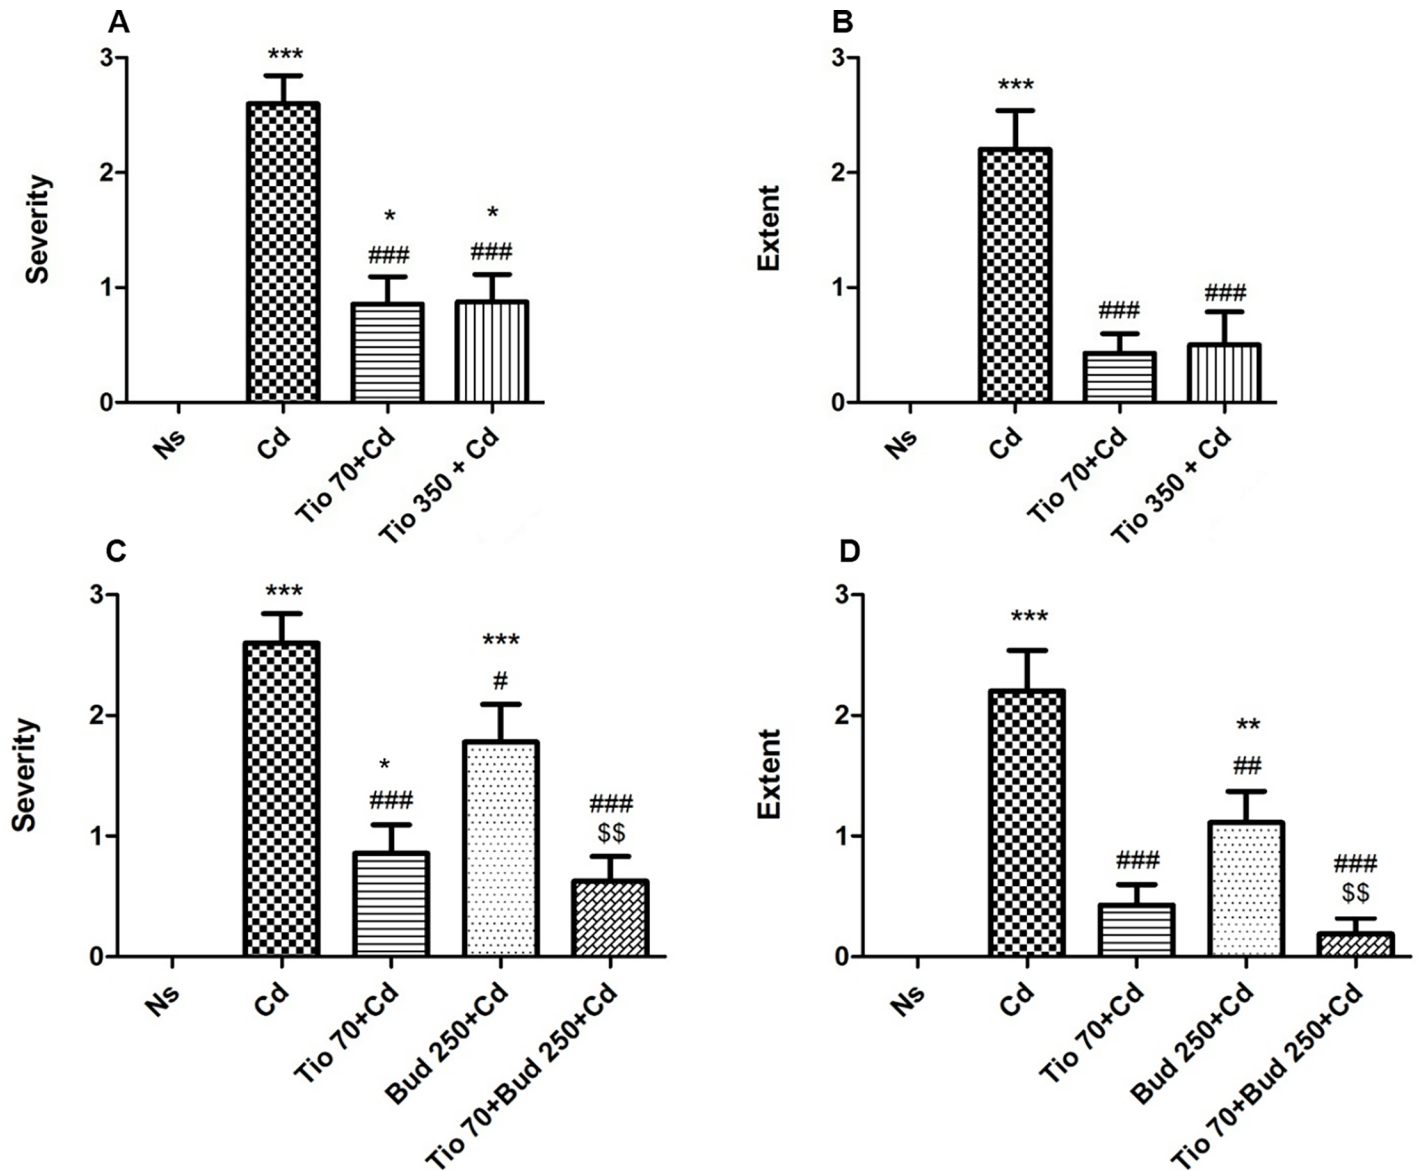 A
Severity
3
2
1
0
***
*
###
*
###
Ns
Cd
Tio 70+Cd
Tio 350 + Cd
B
Extent
3
2
1
0
***
###
###
Ns
Cd
Tio 70+Cd
Tio 350 + Cd
C
Severity
3
2
1
0
***
*
###
***
#
###
$$
Ns
Cd
Tio 70+Cd
Bud 250+Cd
Tio 70+Bud 250+Cd
D
Extent
3
2
1
0
***
###
**
##
###
$$
Ns
Cd
Tio 70+Cd
Bud 250+Cd
Tio 70+Bud 250+Cd